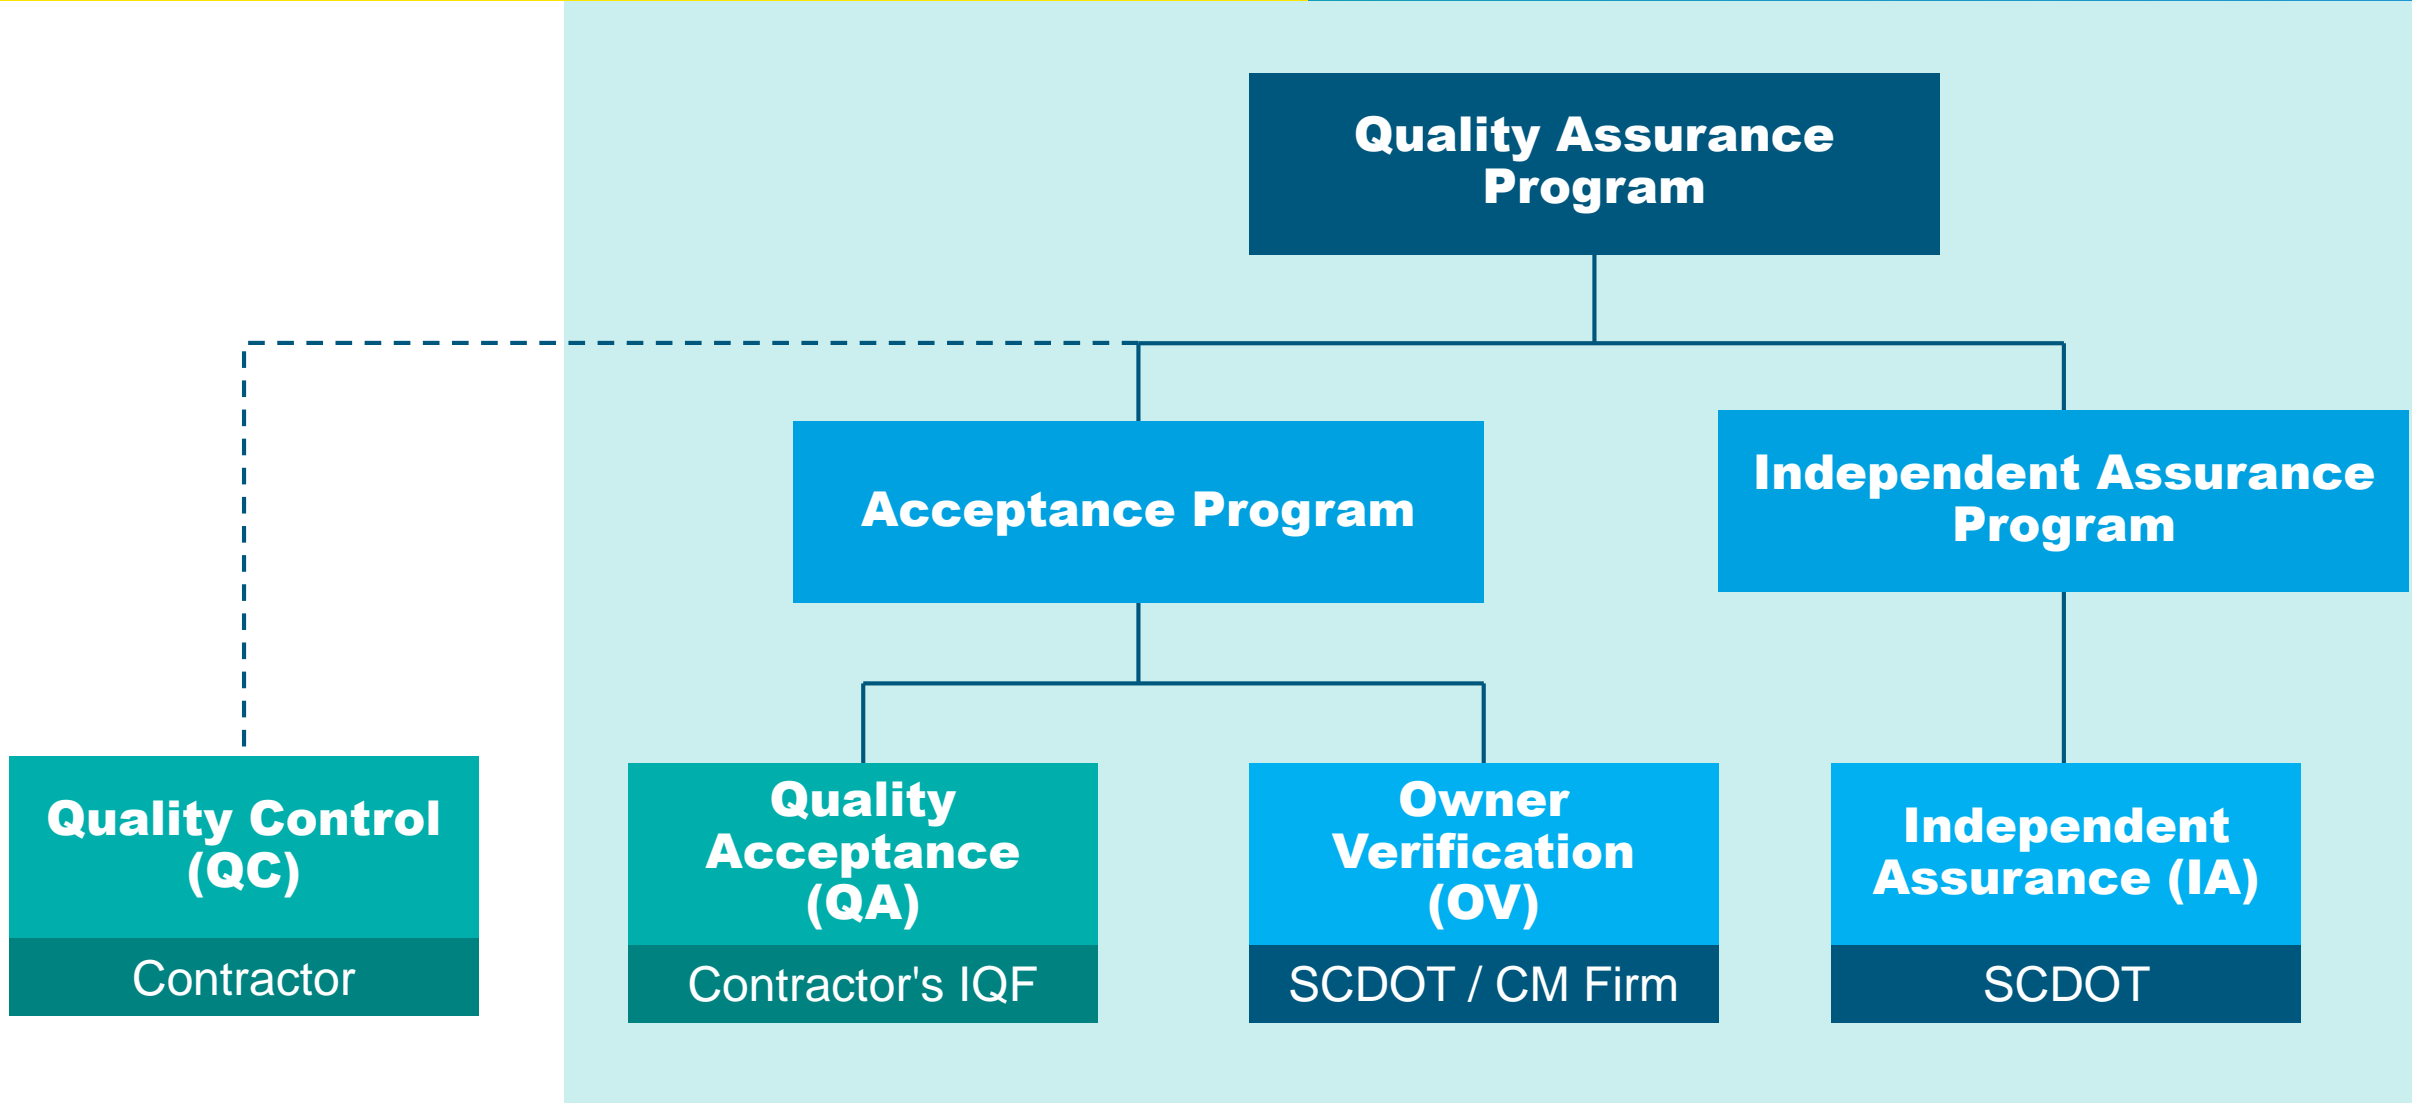 Quality Assurance
Program
Acceptance Program
Independent Assurance
Program
Quality Control
(QC)
Contractor
Quality
Acceptance
(QA)
Contractor's IQF
Owner
Verification
(OV)
SCDOT / CM Firm
Independent
Assurance (IA)
SCDOT